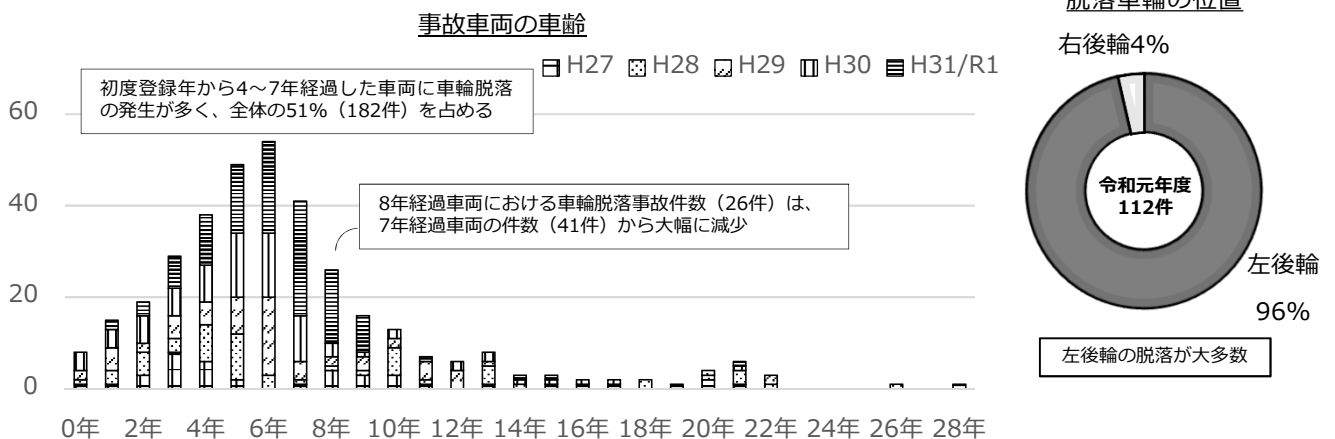 事故車両の車齢
H27 H28 H29 H30 H31/R1
初度登録年から4~7年経過した車両に車輪脱落
の発生が多く、全体の51%(182件)を占める
8年経過車両における車輪脱落事故件数(26件)は、
7年経過車両の件数(41件)から大幅に減少
60
40
20
0
0年 2年 4年 6年 8年 10年 12年 14年 16年 18年 20年 22年 24年 26年 28年
脱落車輪の位置
右後輪4%
令和元年度
112件
左後輪
96%
左後輪の脱落が大多数